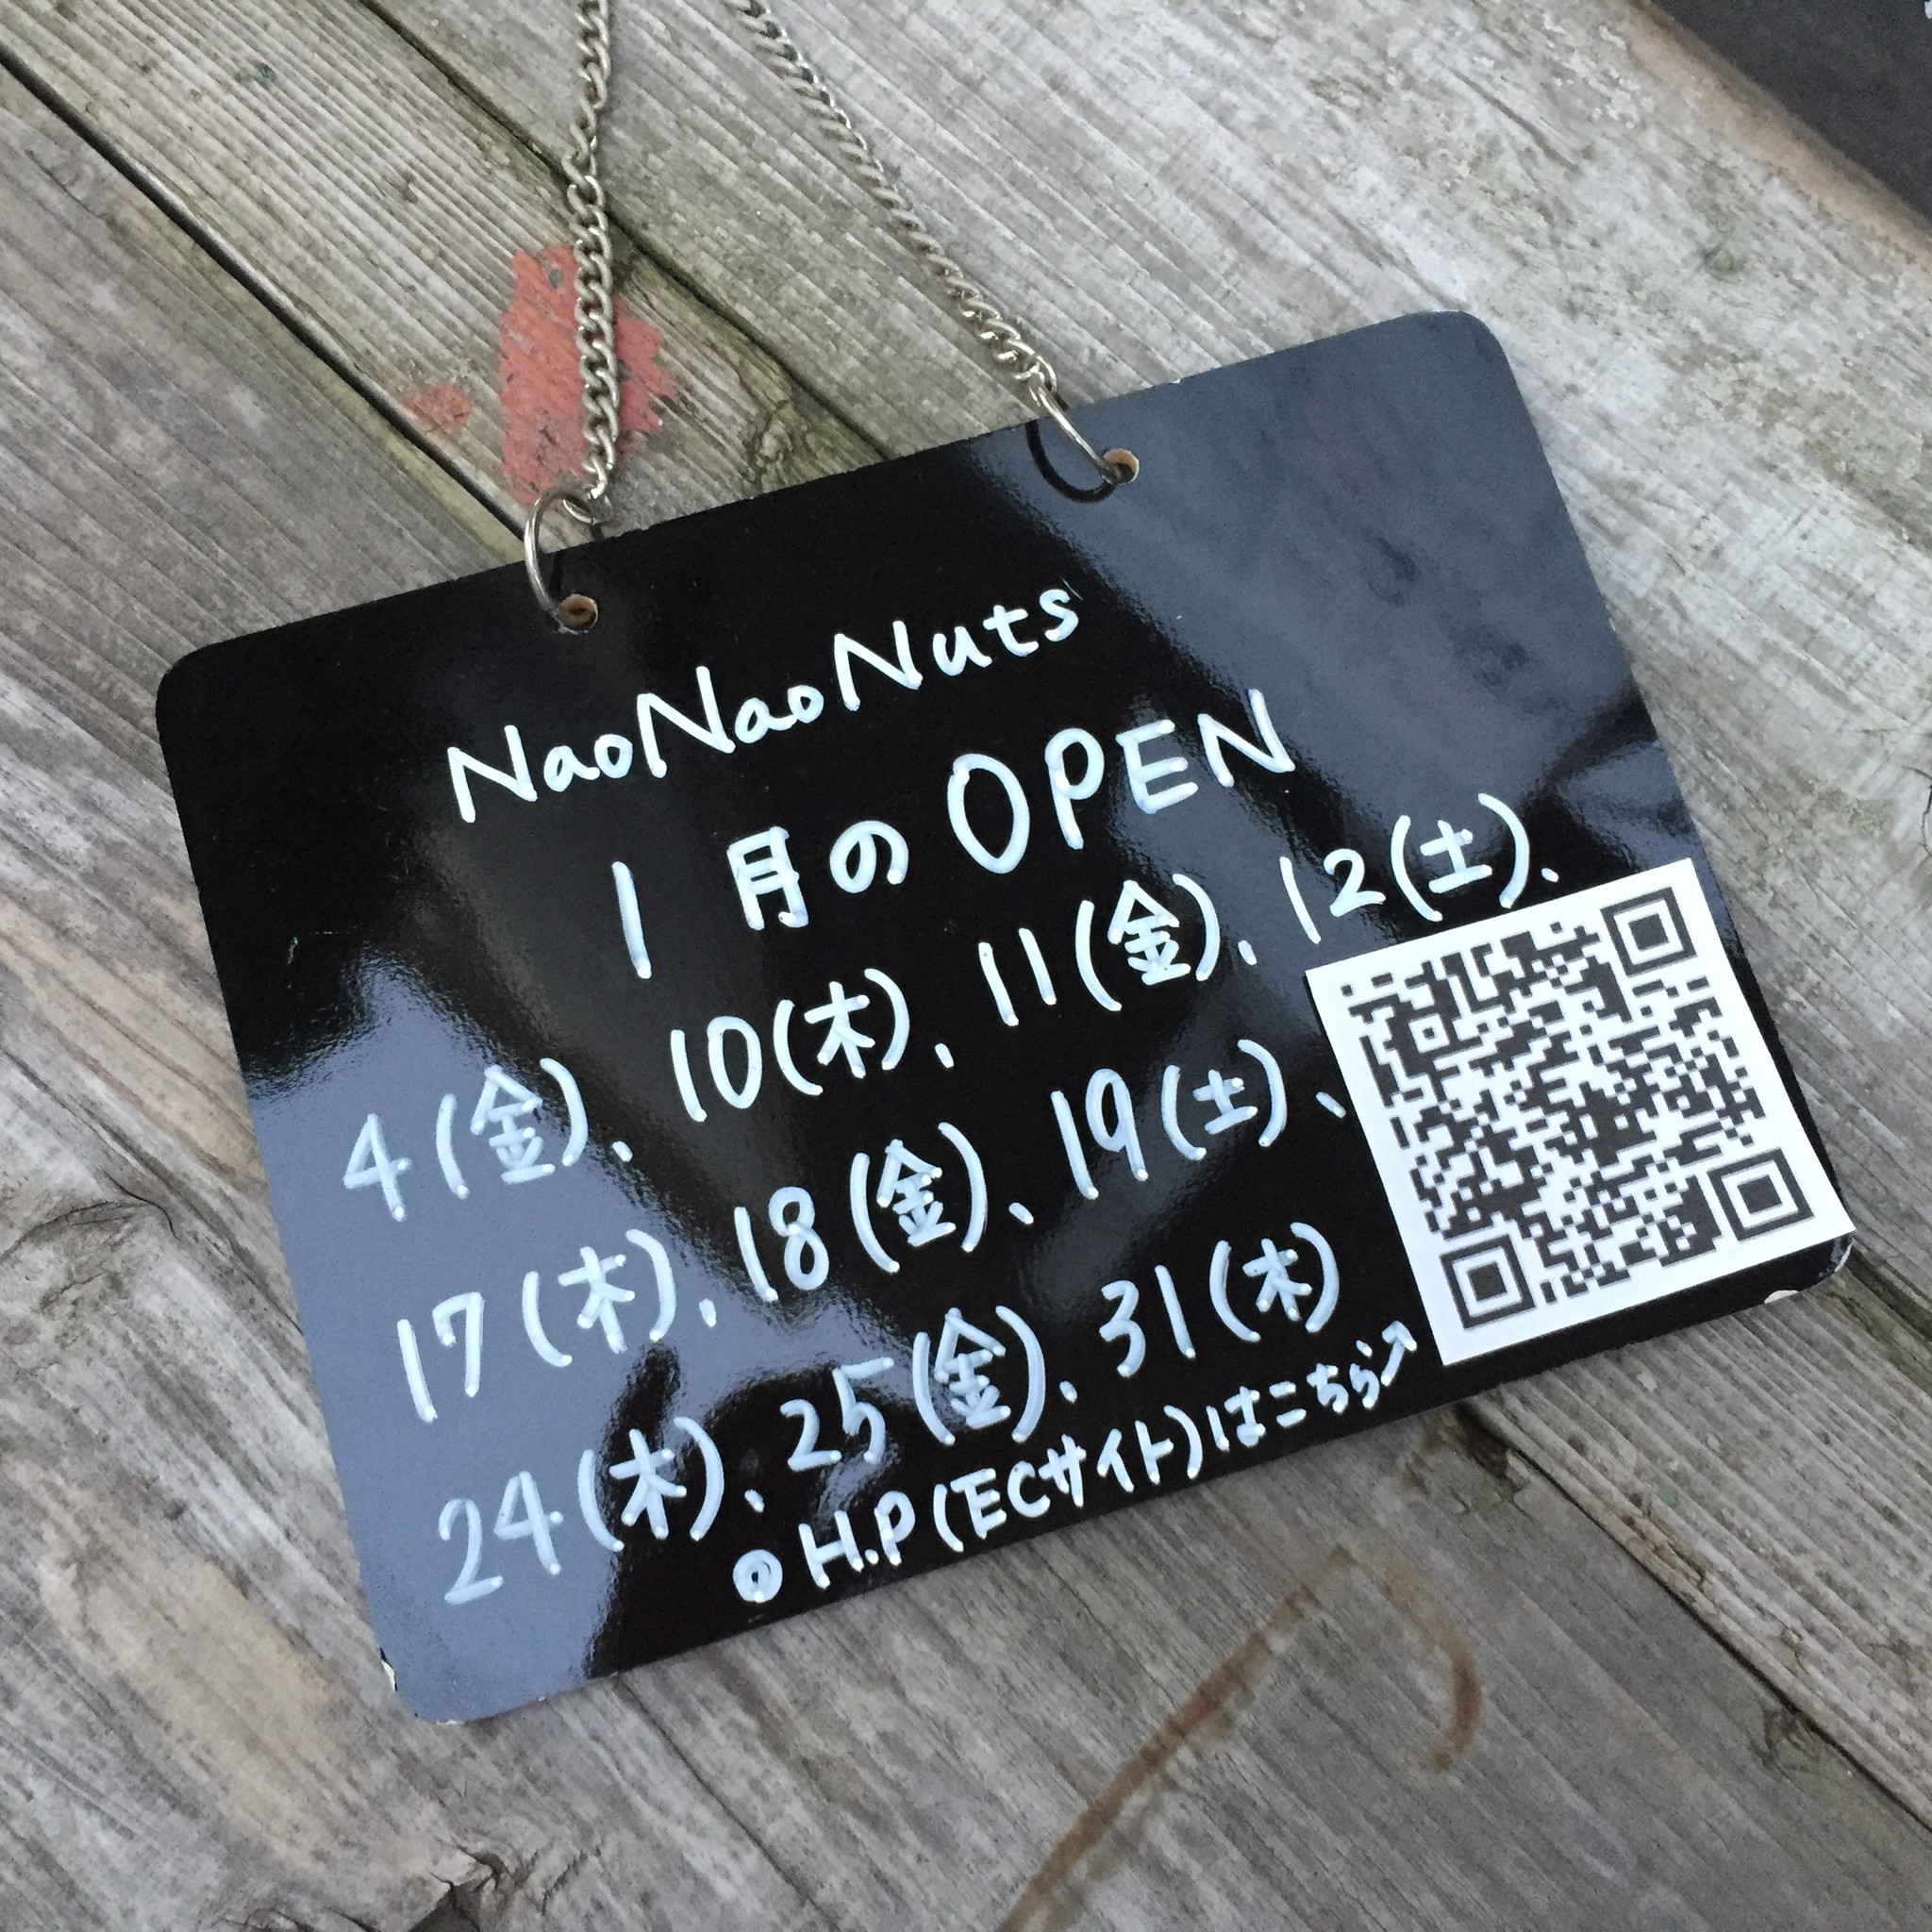 NaoNaoNuts
1月のOPEN
4(金)、10(木)、11(金)、12(土)、
17(木)、18(金)、19(土)、
24(木)、25(金)、31(木)
◎H.P(ECサイト)はこちら↗